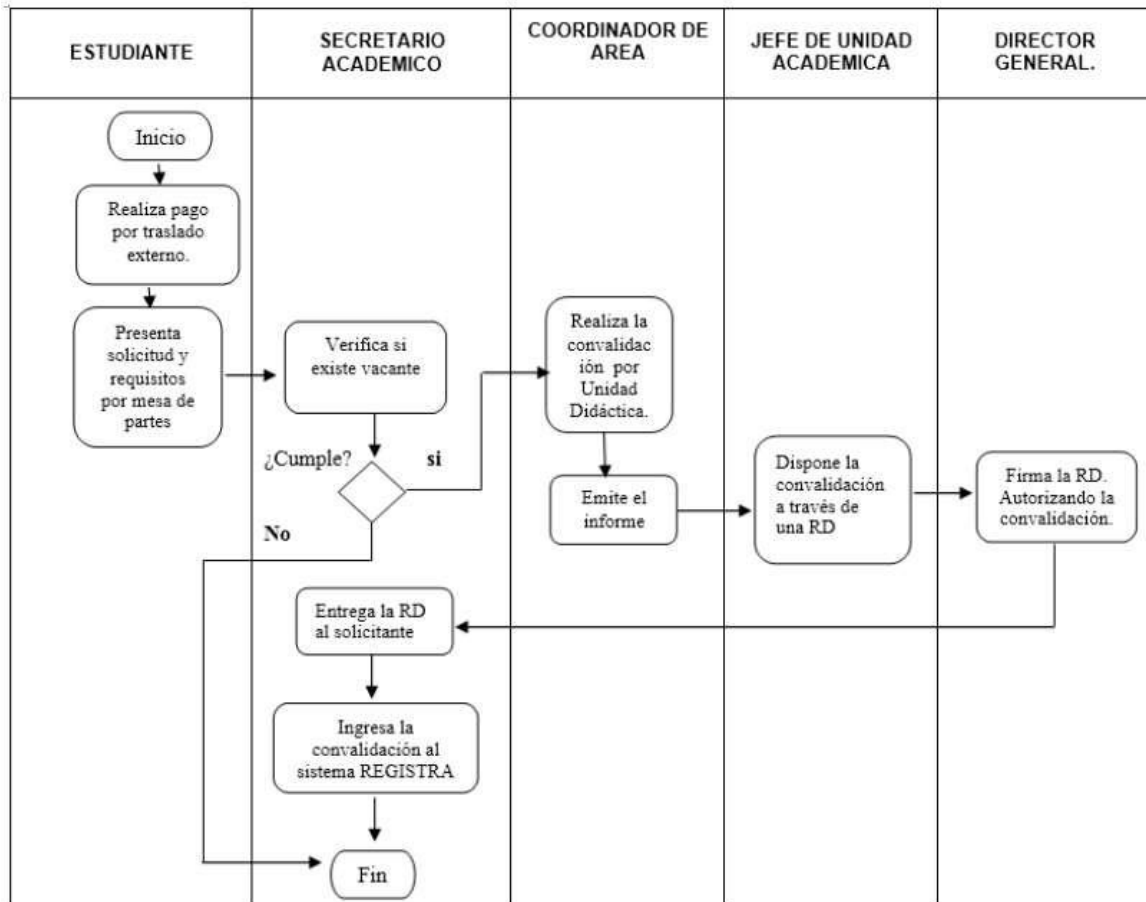 ESTUDIANTE
SECRETARIO
ACADEMICO
COORDINADOR DE
AREA
JEFE DE UNIDAD
ACADEMICA
DIRECTOR
GENERAL.
Inicio
Realiza pago
por traslado
externo.
Presenta
solicitud y
requisitos
por mesa de
partes
Verifica si
existe vacante
¿Cumple?
si
No
Realiza la
convalidac
ión por
Unidad
Didáctica.
Emite el
informe
Dispone la
convalidación
a través de
una RD
Firma la RD.
Autorizando la
convalidación.
Entrega la RD
al solicitante
Ingresa la
convalidación al
sistema REGISTRA
Fin